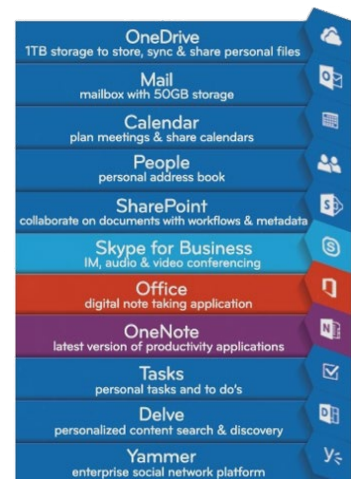 OneDrive
1TB storage to store, sync & share personal files
Mail
mailbox with 50GB storage
Calendar
plan meetings & share calendars
People
personal address book
SharePoint
collaborate on documents with workflows & metadata
Skype for Business
IM, audio & video conferencing
Office
digital note taking application
OneNote
latest version of productivity applications
Tasks
personal tasks and to do's
Delve
personalized content search & discovery
Yammer
enterprise social network platform